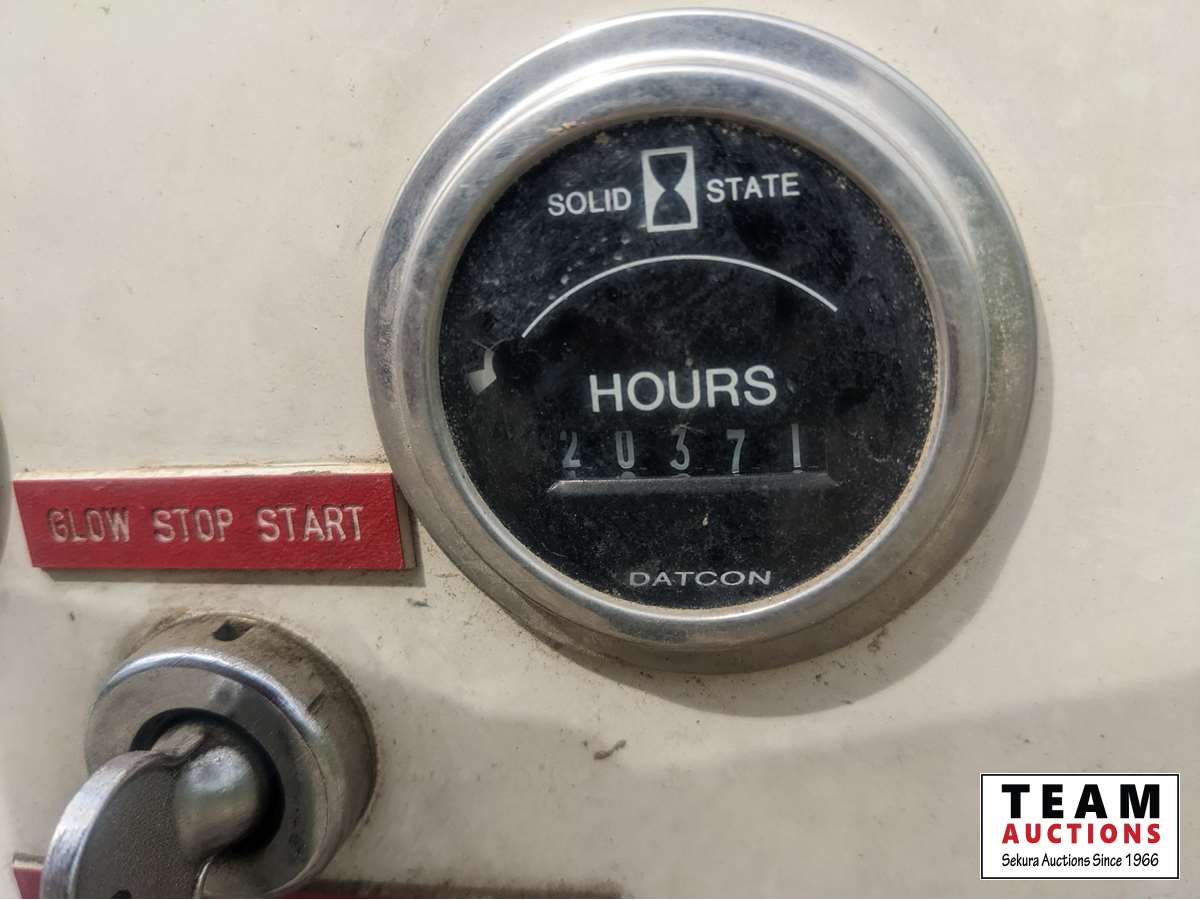 SOLID STATE
HOURS
20371
DATCON
GLOW STOP START
TEAM
AUCTIONS
Sekura Auctions Since 1966